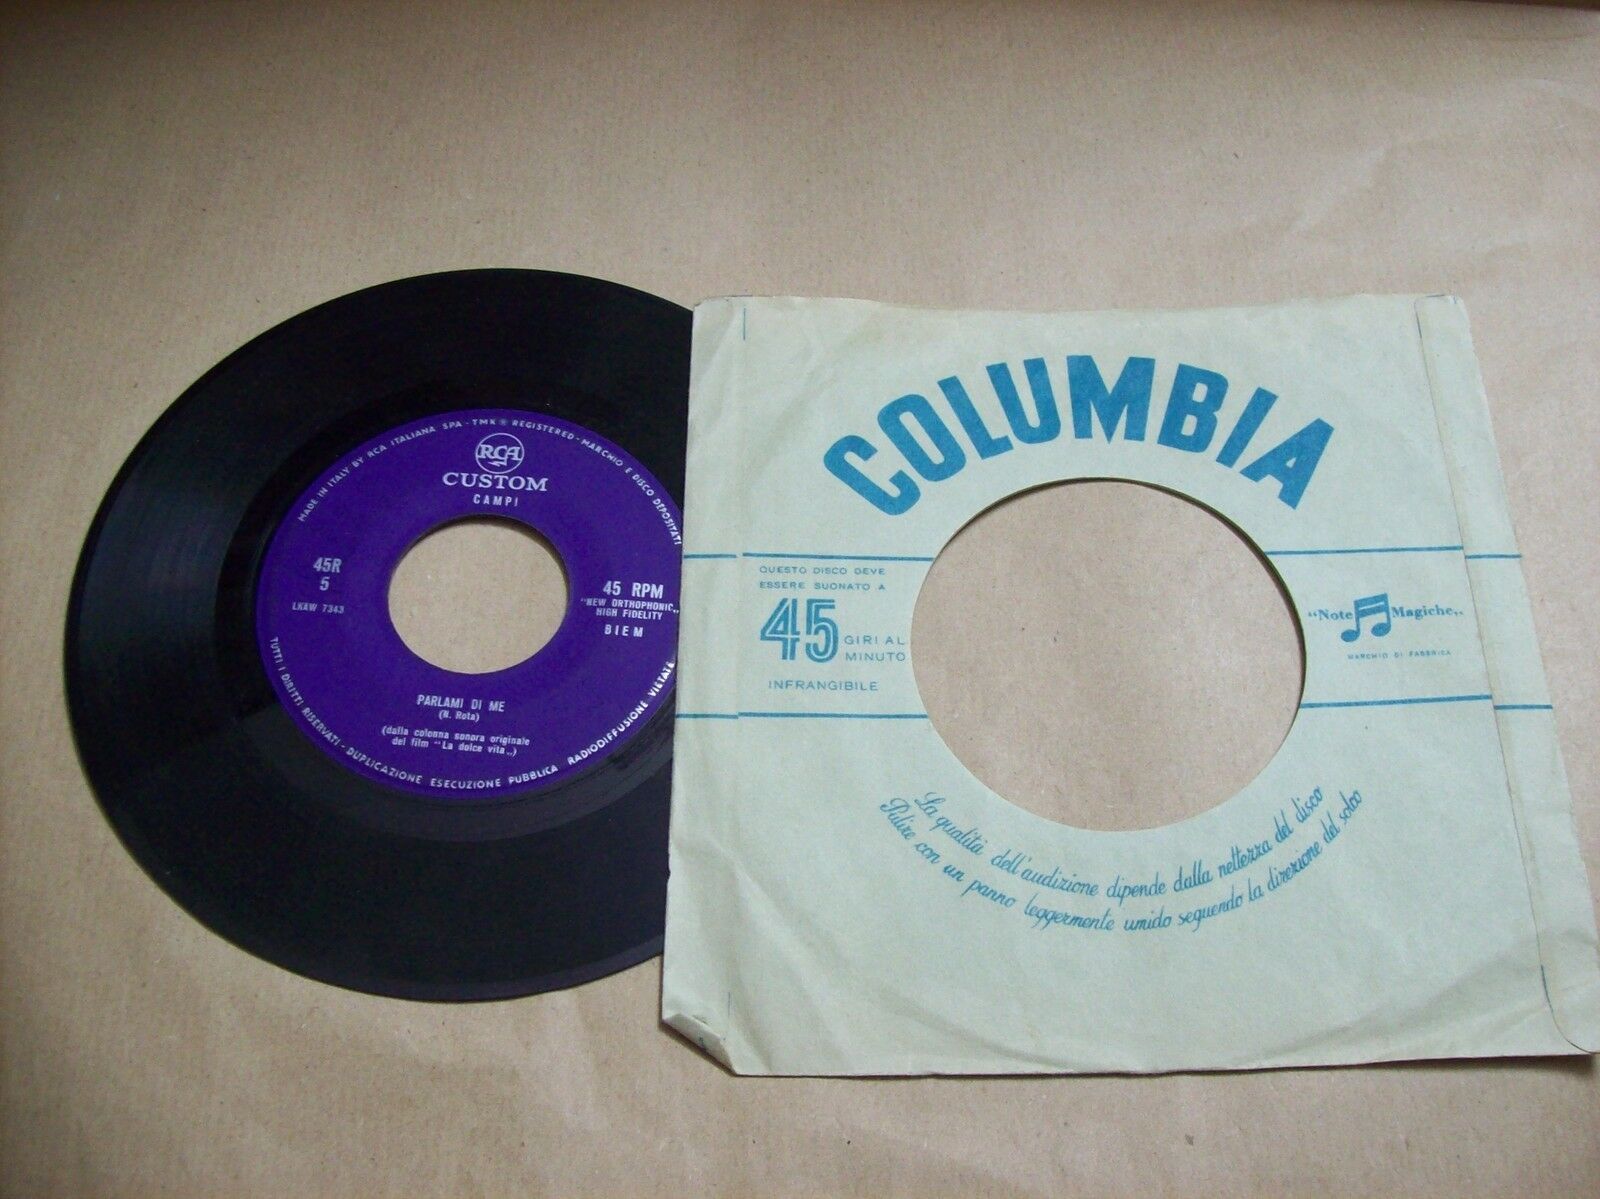 MADE IN ITALY BY RCA ITALIANA SPA - TMK ® REGISTERED - MARCHIO E DISCO DEPOSITATI
RCA
CUSTOM
CAMPI
45R
5
LKAW 7343
45 RPM
"NEW ORTHOPHONIC„
HIGH FIDELITY
BIEM
PARLAMI DI ME
(N. Rota)
(dalla colonna sonora originale
del film "La dolce vita„)
TUTTI I DIRITTI RISERVATI - DUPLICAZIONE ESECUZIONE PUBBLICA RADIODIFFUSIONE VIETATE
COLUMBIA
QUESTO DISCO DEVE
ESSERE SUONATO A
45 GIRI AL
MINUTO
INFRANGIBILE
"Note Magiche„
MARCHIO DI FABBRICA
La qualità dell'audizione dipende dalla nettezza del disco
Pulire con un panno leggermente umido seguendo la direzione del solco